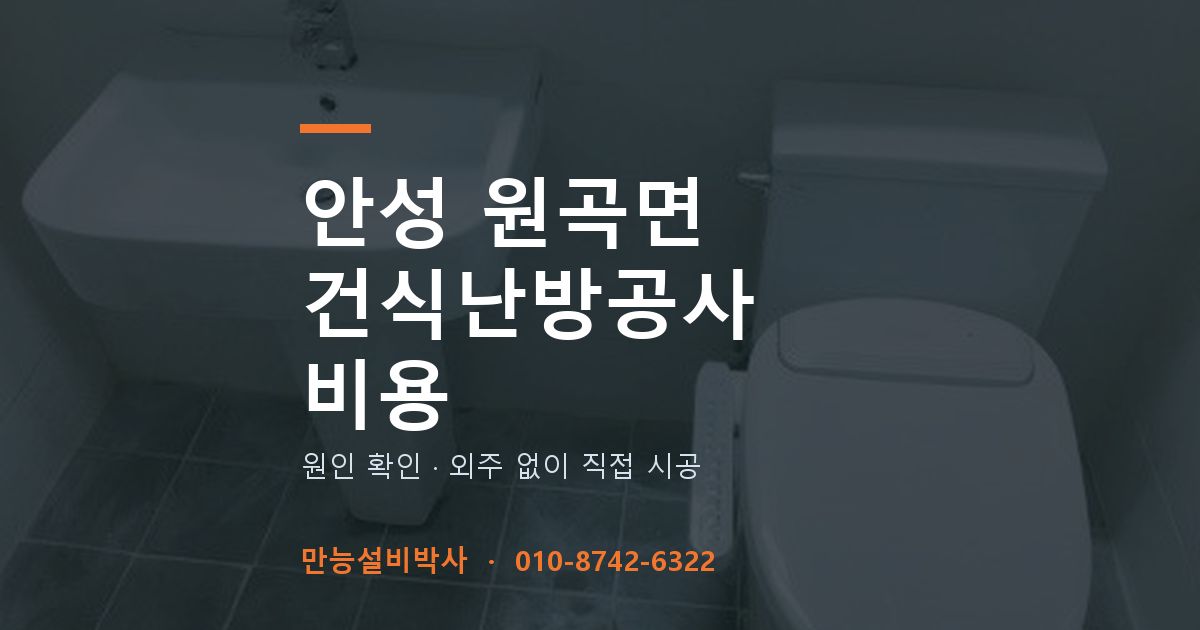 안성 원곡면
건식난방공사
비용
원인 확인 · 외주 없이 직접 시공
만능설비박사 · 010-8742-6322